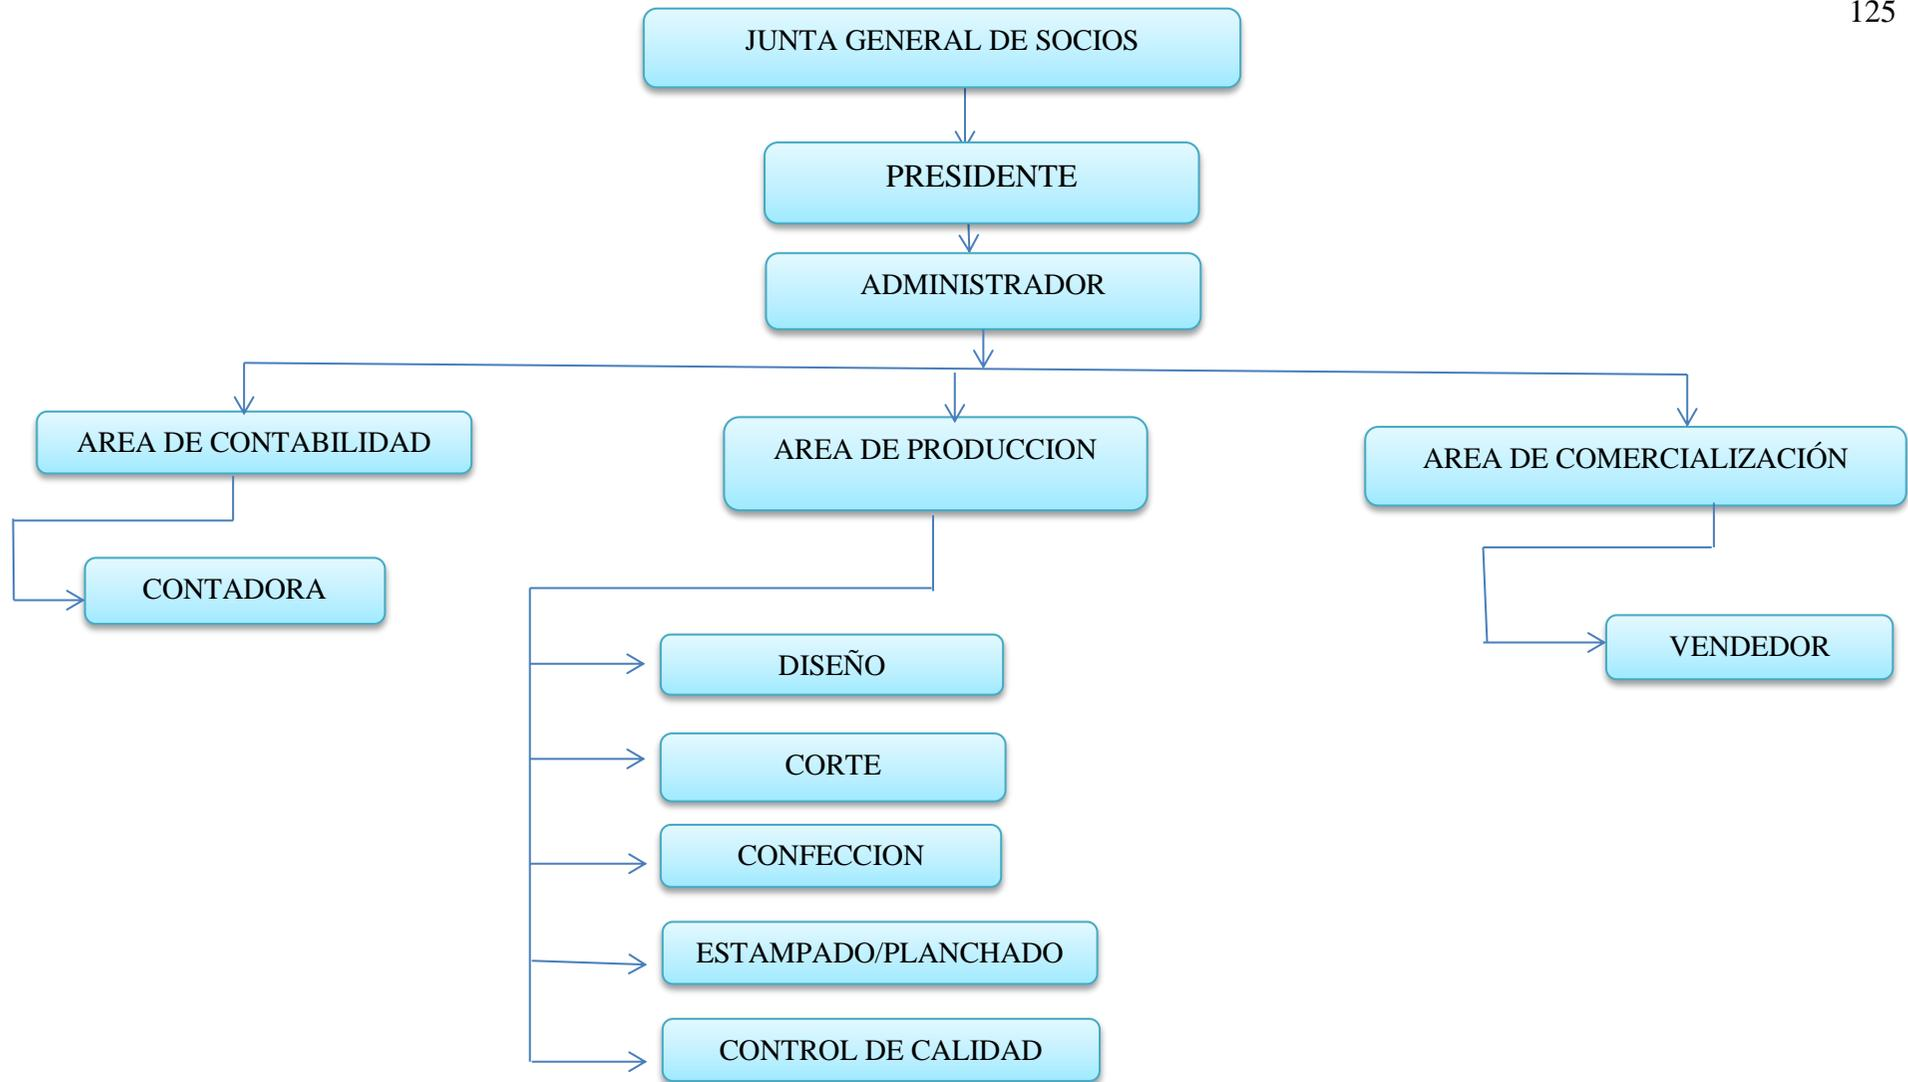 125
JUNTA GENERAL DE SOCIOS
PRESIDENTE
ADMINISTRADOR
AREA DE CONTABILIDAD
AREA DE PRODUCCION
AREA DE COMERCIALIZACIÓN
CONTADORA
DISEÑO
CORTE
CONFECCION
ESTAMPADO/PLANCHADO
CONTROL DE CALIDAD
VENDEDOR